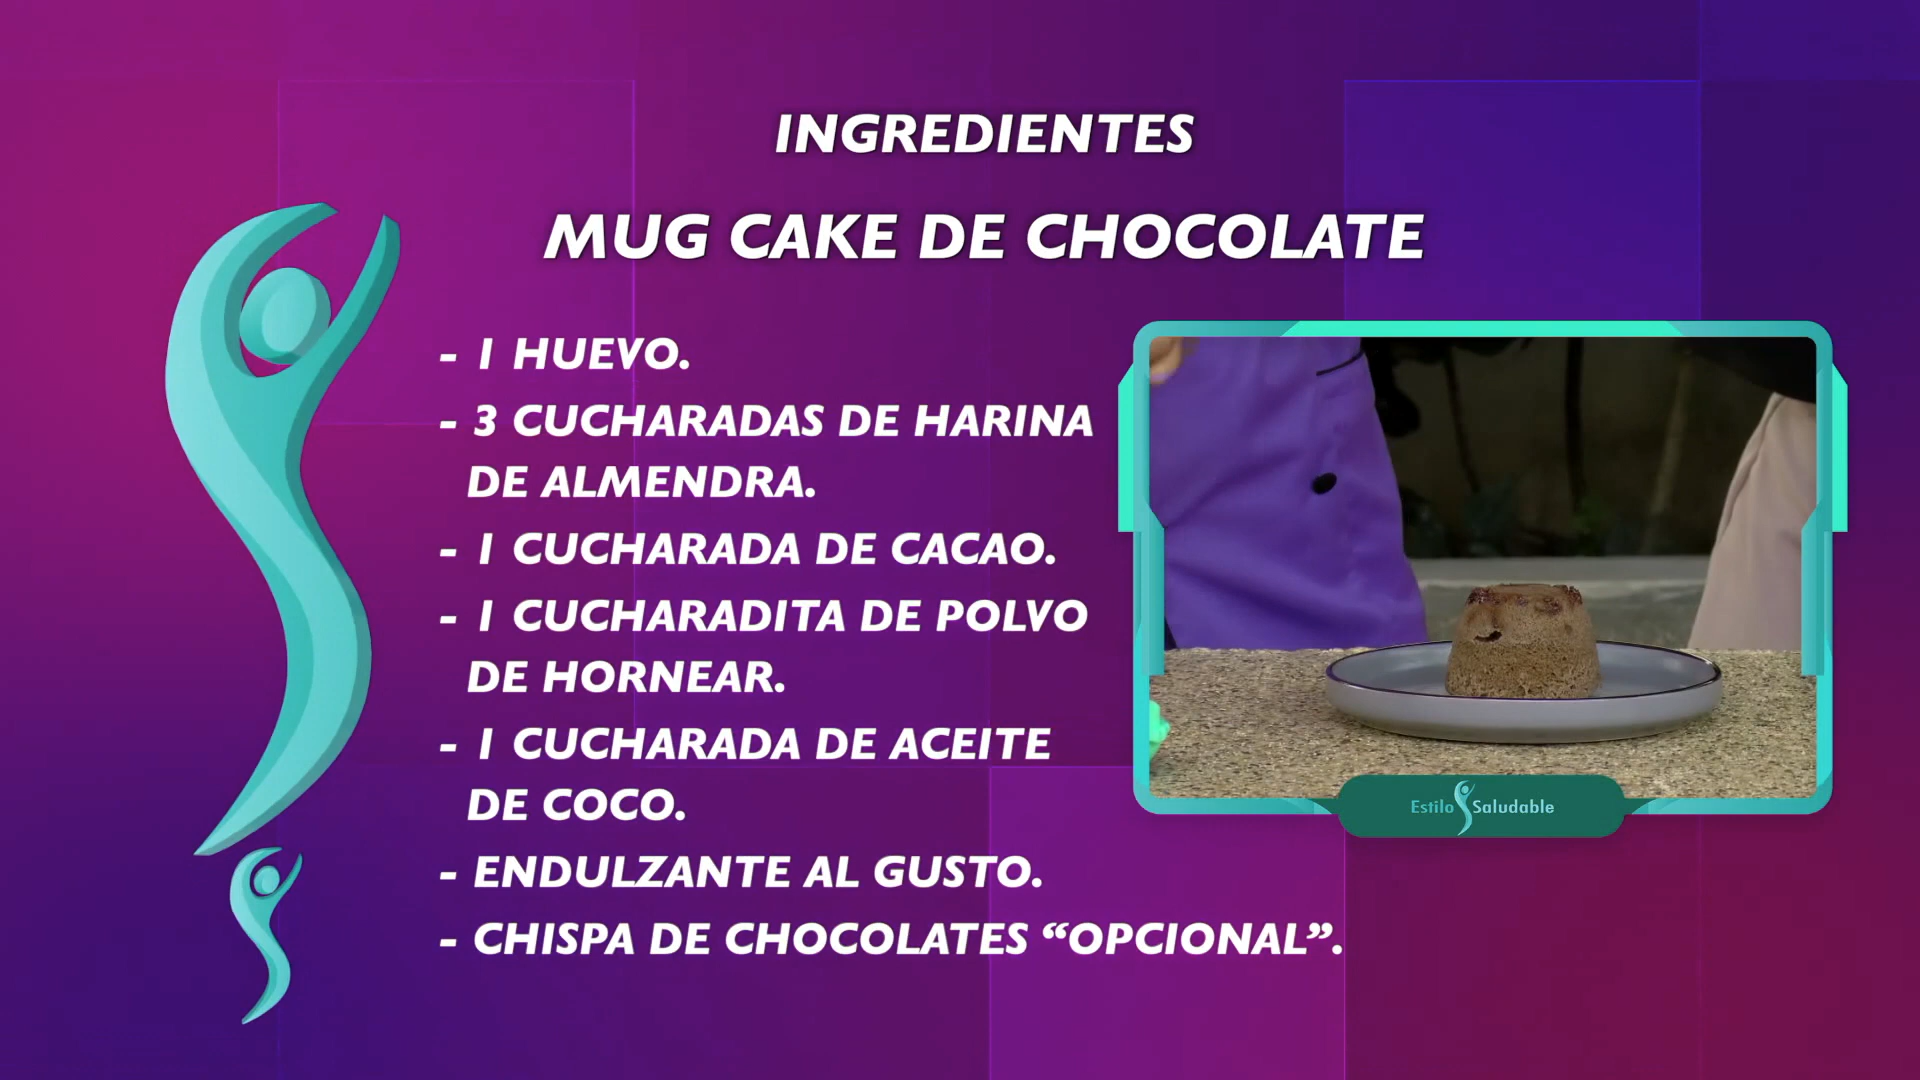 INGREDIENTES
MUG CAKE DE CHOCOLATE
- 1 HUEVO.
- 3 CUCHARADAS DE HARINA
DE ALMENDRA.
- 1 CUCHARADA DE CACAO.
- 1 CUCHARADITA DE POLVO
DE HORNEAR.
- 1 CUCHARADA DE ACEITE
DE COCO.
- ENDULZANTE AL GUSTO.
- CHISPA DE CHOCOLATES “OPCIONAL”.
Estilo Saludable